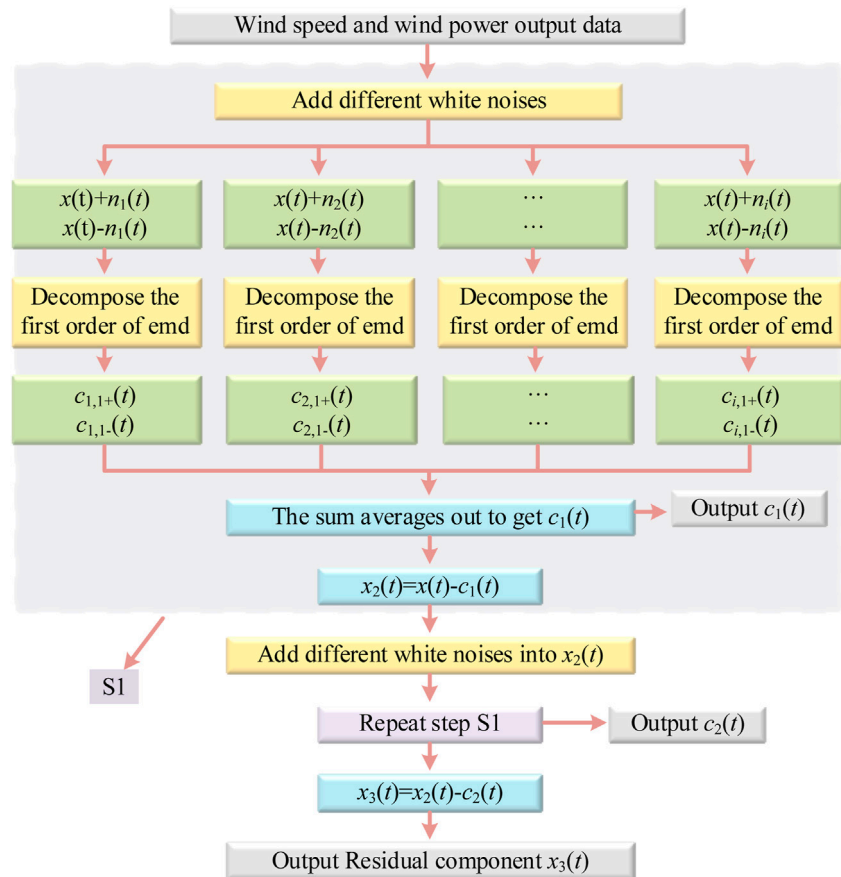 Wind speed and wind power output data
Add different white noises
x(t)+n₁(t)
x(t)-n₁(t)
x(t)+n₂(t)
x(t)-n₂(t)
...
...
x(t)+nᵢ(t)
x(t)-nᵢ(t)
Decompose the
first order of emd
Decompose the
first order of emd
Decompose the
first order of emd
Decompose the
first order of emd
c₁,₁₊(t)
c₁,₁₋(t)
c₂,₁₊(t)
c₂,₁₋(t)
...
...
cᵢ,₁₊(t)
cᵢ,₁₋(t)
The sum averages out to get c₁(t)
Output c₁(t)
x₂(t)=x(t)-c₁(t)
S1
Add different white noises into x₂(t)
Repeat step S1
Output c₂(t)
x₃(t)=x₂(t)-c₂(t)
Output Residual component x₃(t)